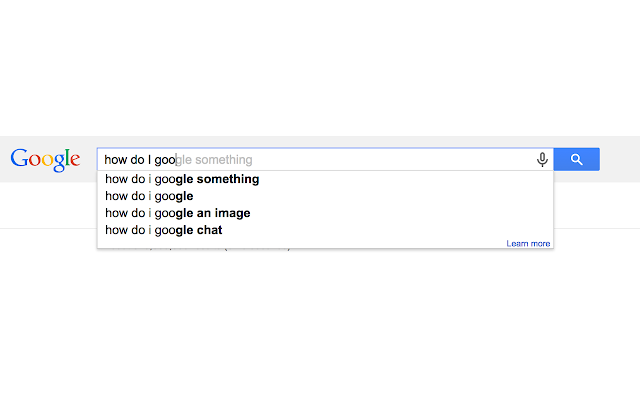 Google how do I google something
how do i google something
how do i google
how do i google an image
how do i google chat
Learn more